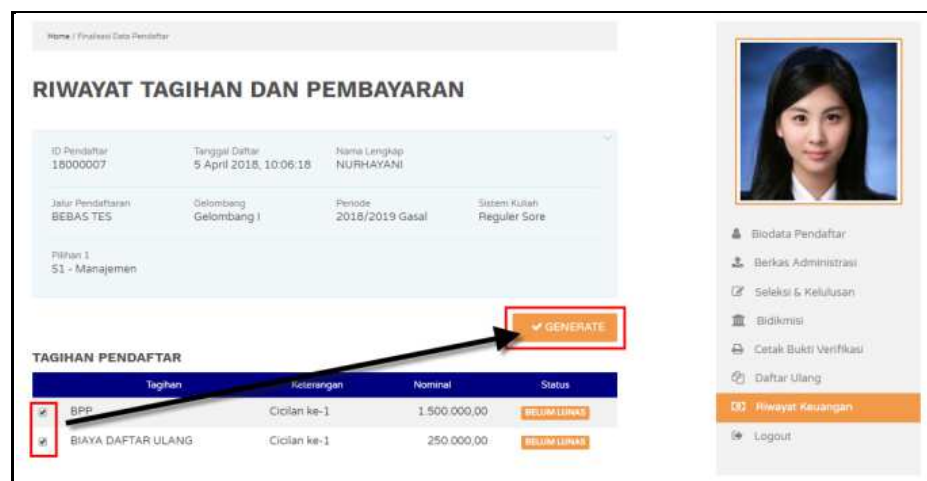 Home / Finalisasi Data Pendaftar
RIWAYAT TAGIHAN DAN PEMBAYARAN
ID Pendaftar Tanggal Daftar Nama Lengkap
18000007 5 April 2018, 10:06:18 NURHAYANI
Jalur Pendaftaran Gelombang Periode Sistem Kuliah
BEBAS TES Gelombang I 2018/2019 Gasal Reguler Sore
Pilihan 1
S1 - Manajemen
GENERATE
TAGIHAN PENDAFTAR
Tagihan Keterangan Nominal Status
BPP Cicilan ke-1 1.500.000,00 BELUM LUNAS
BIAYA DAFTAR ULANG Cicilan ke-1 250.000,00 BELUM LUNAS
Biodata Pendaftar
Berkas Administrasi
Seleksi & Kelulusan
Bidikmisi
Cetak Bukti Verifikasi
Daftar Ulang
Riwayat Keuangan
Logout